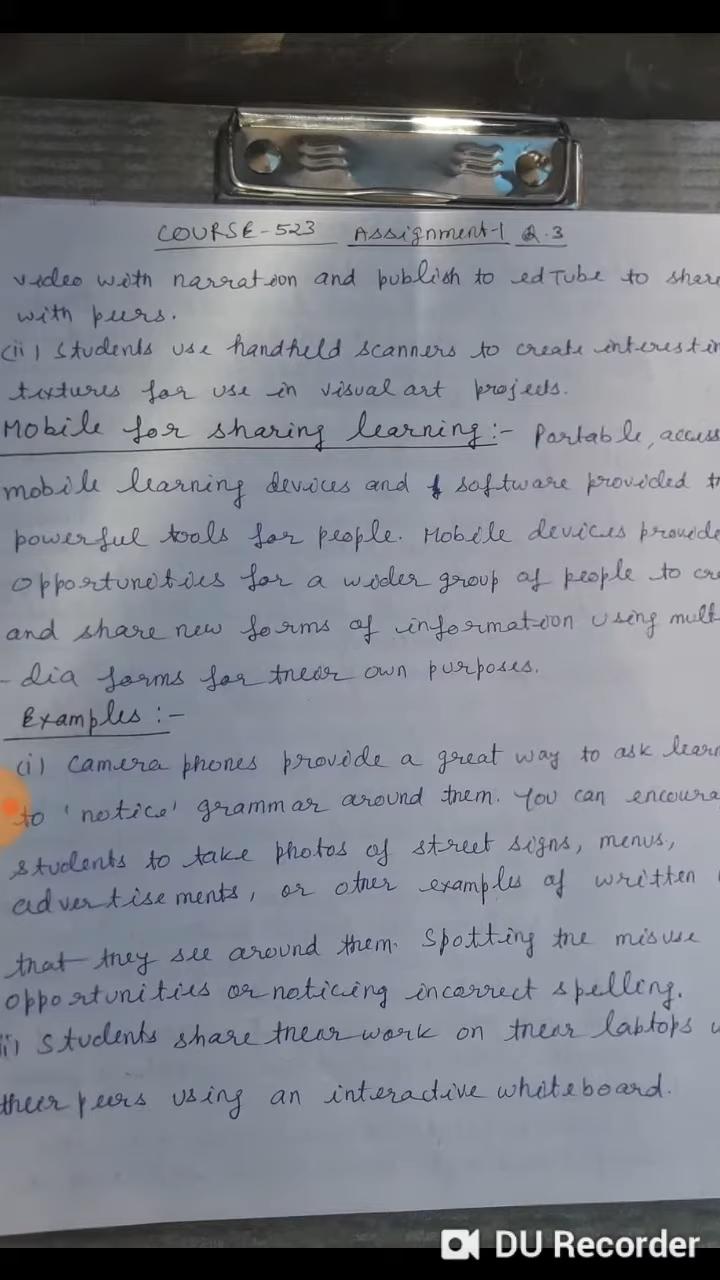 COURSE-523 Assignment-1 Q.3
video with narration and publish to edTube to share
with peers.
(ii) Students use handheld scanners to create interestin
textures for use in visual art projects.
Mobile for sharing learning:- Portable, access
mobile learning devices and software provided
powerful tools for people. Mobile devices provide
opportunities for a wider group of people to cre
and share new forms of information using mult
- dia forms for their own purposes.
Examples:-
(i) Camera phones provide a great way to ask learn
to 'notice' grammar around them. You can encoura
students to take photos of street signs, menus,
advertisements, or other examples of written
that they see around them. Spotting the misuse
opportunities or noticing incorrect spelling.
ii) Students share their work on their laptops
their peers using an interactive whiteboard.
DU Recorder